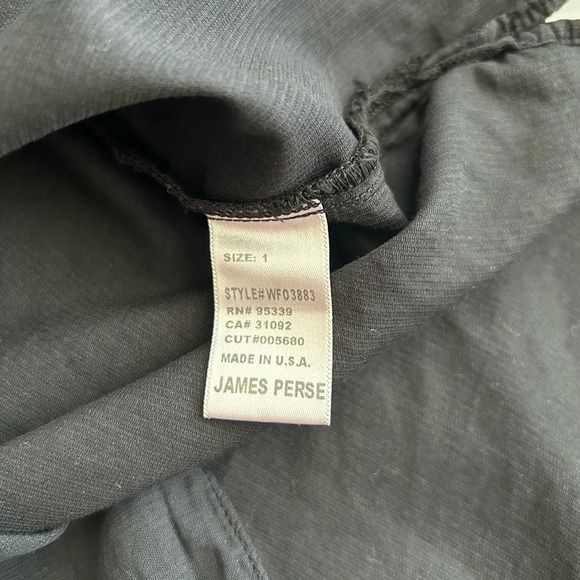 SIZE: 1
STYLE#WFO3883
RN# 95339
CA# 31092
CUT#005680
MADE IN U.S.A.
JAMES PERSE